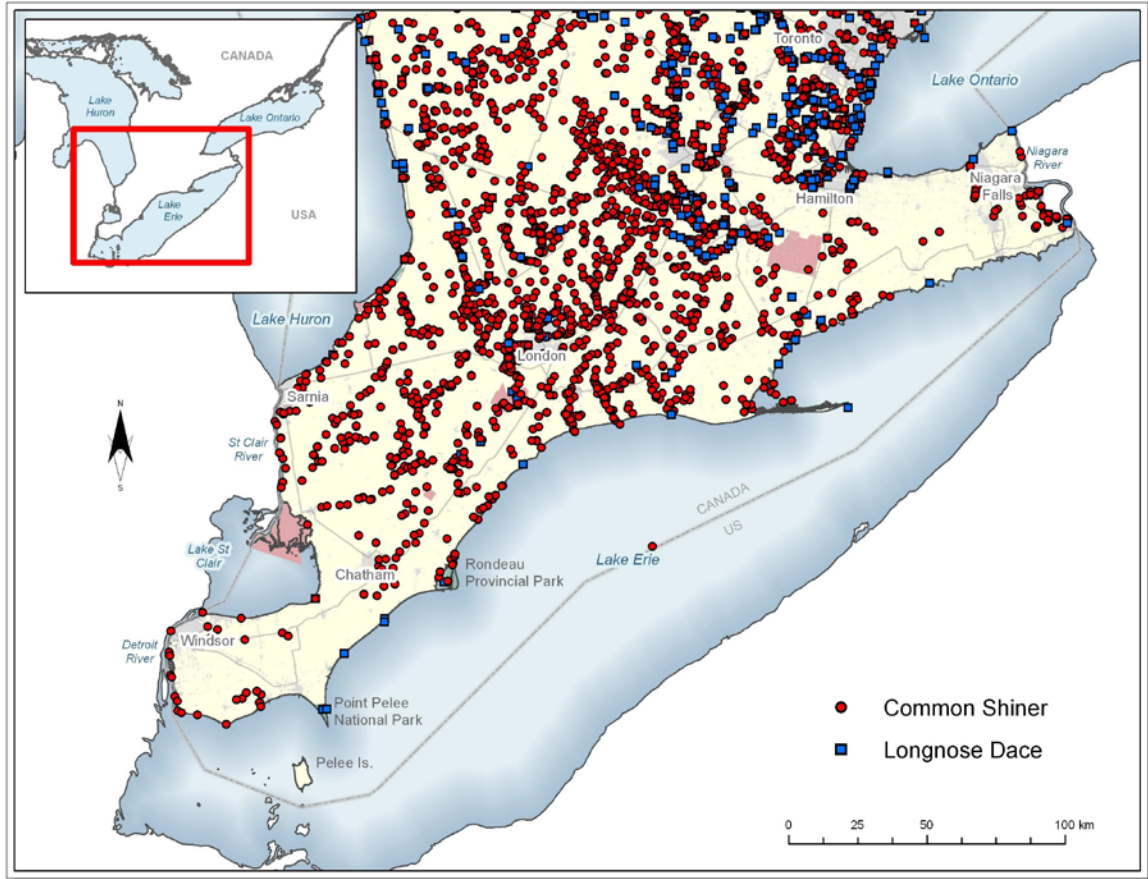 CANADA
Lake
Huron
Lake Ontario
Lake
Erie
USA
Toronto
Lake Ontario
Niagara
River
Niagara
Falls
Hamilton
Lake Huron
London
Sarnia
N
S
St Clair
River
CANADA
US
Lake St
Clair
Chatham
Rondeau
Provincial Park
Lake Erie
Windsor
Detroit
River
Point Pelee
National Park
Pelee Is.
Common Shiner
Longnose Dace
0 25 50 100 km